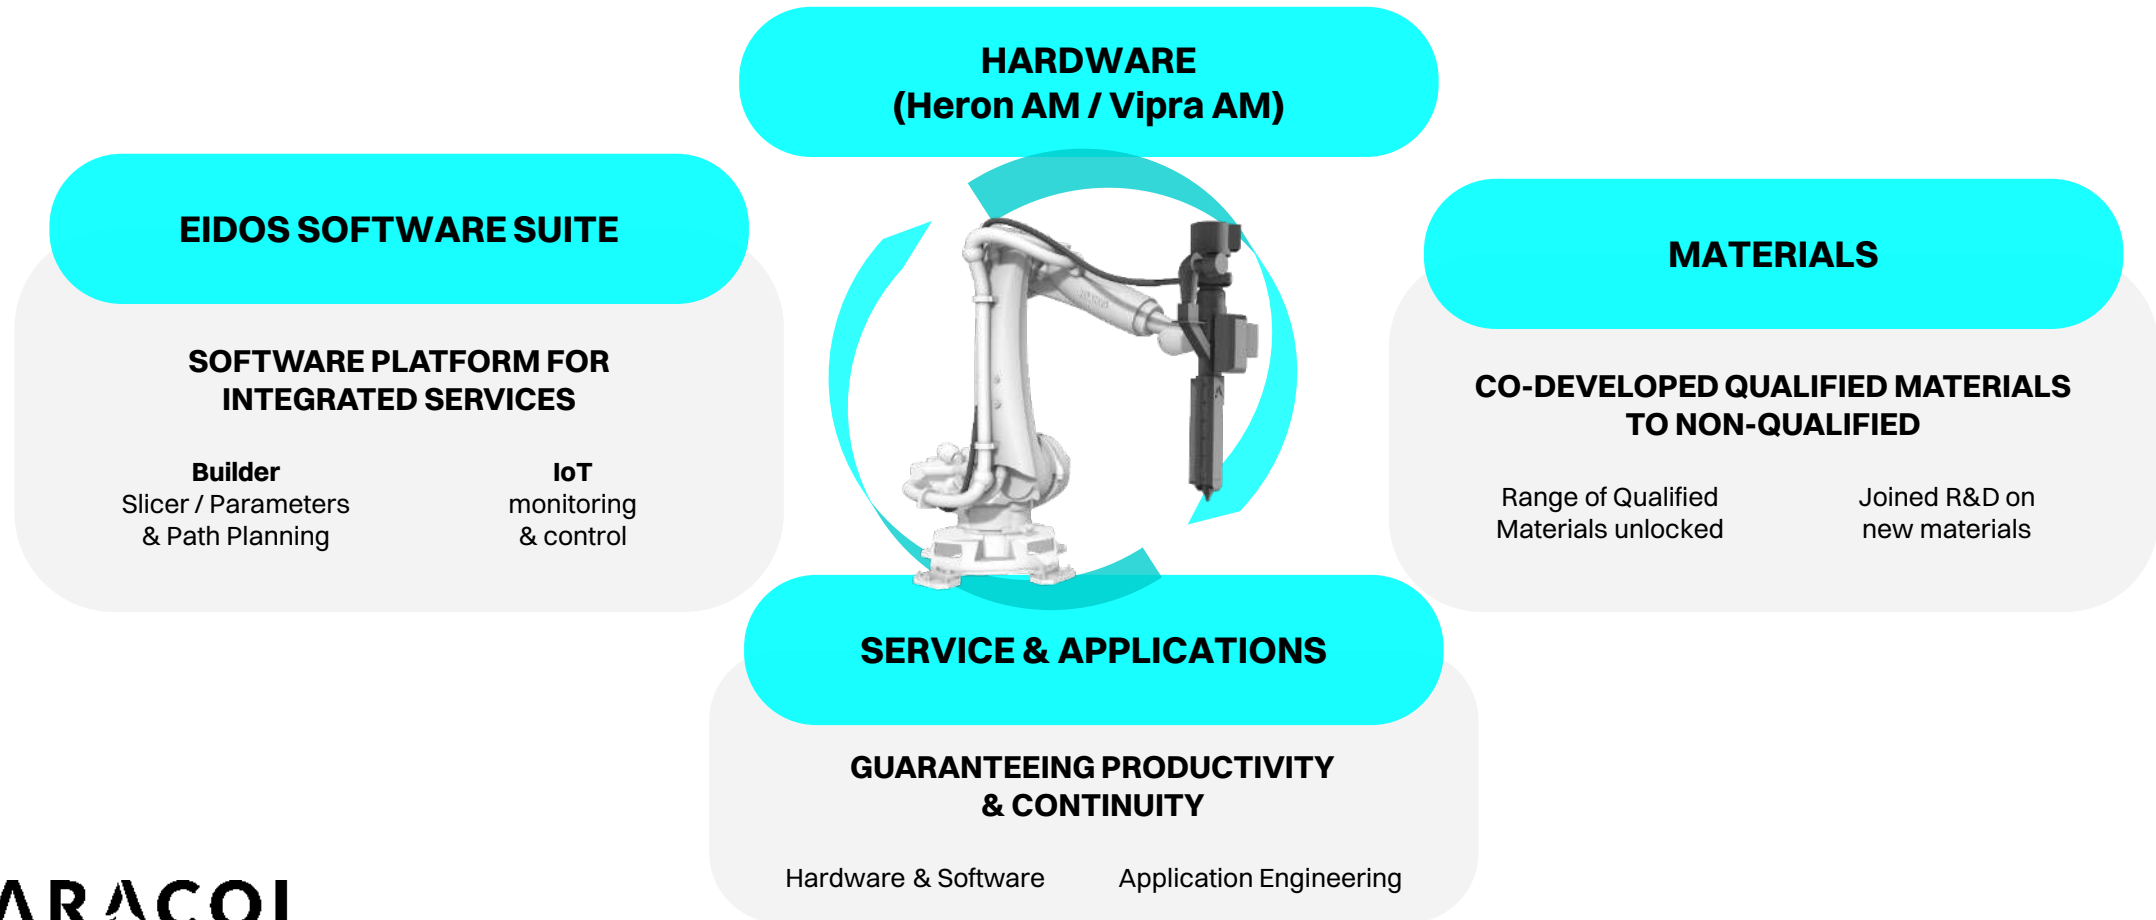 HARDWARE
(Heron AM / Vipra AM)
EIDOS SOFTWARE SUITE
SOFTWARE PLATFORM FOR
INTEGRATED SERVICES
Builder
Slicer / Parameters
& Path Planning
IoT
monitoring
& control
MATERIALS
CO-DEVELOPED QUALIFIED MATERIALS
TO NON-QUALIFIED
Range of Qualified
Materials unlocked
Joined R&D on
new materials
SERVICE & APPLICATIONS
GUARANTEEING PRODUCTIVITY
& CONTINUITY
Hardware & Software
Application Engineering